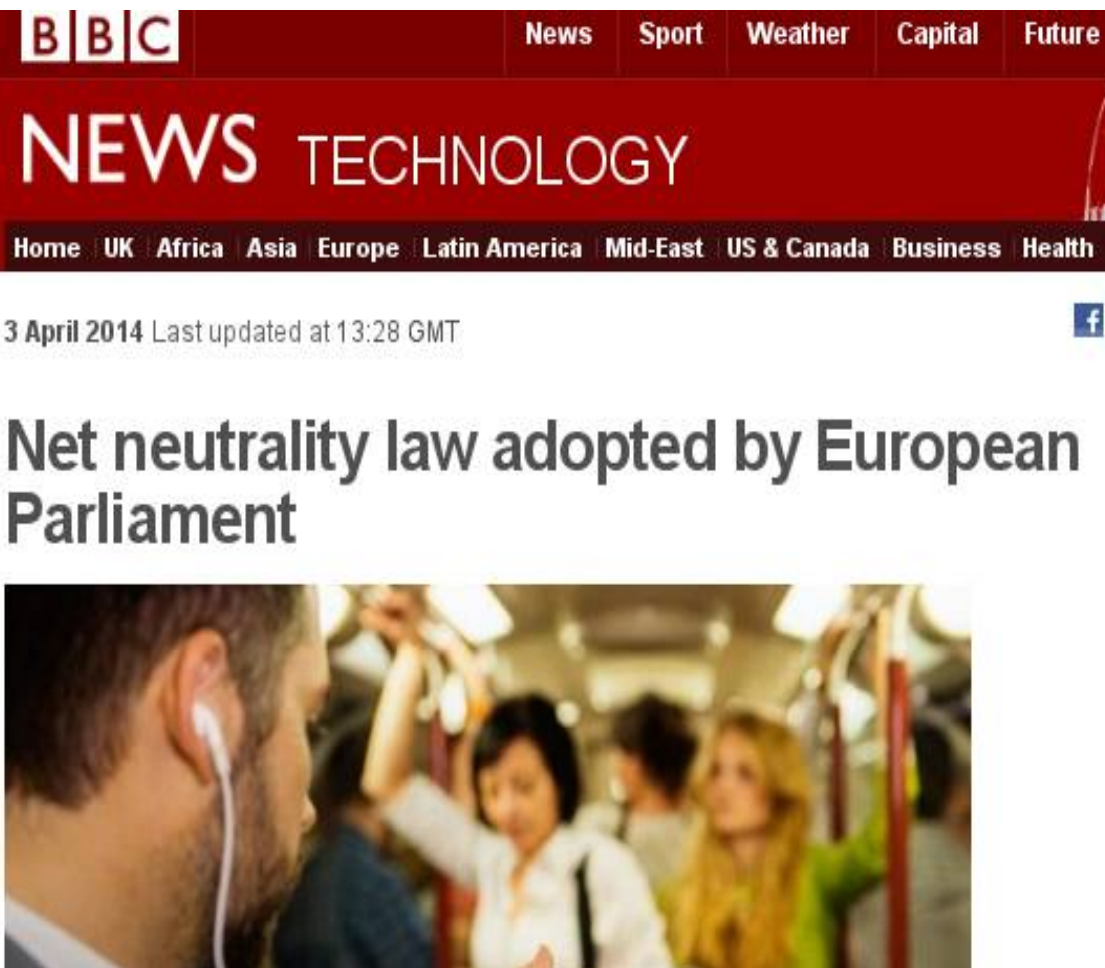 BBC
News Sport Weather Capital Future
NEWS TECHNOLOGY
Home UK Africa Asia Europe Latin America Mid-East US & Canada Business Health
3 April 2014 Last updated at 13:28 GMT
f
Net neutrality law adopted by European
Parliament